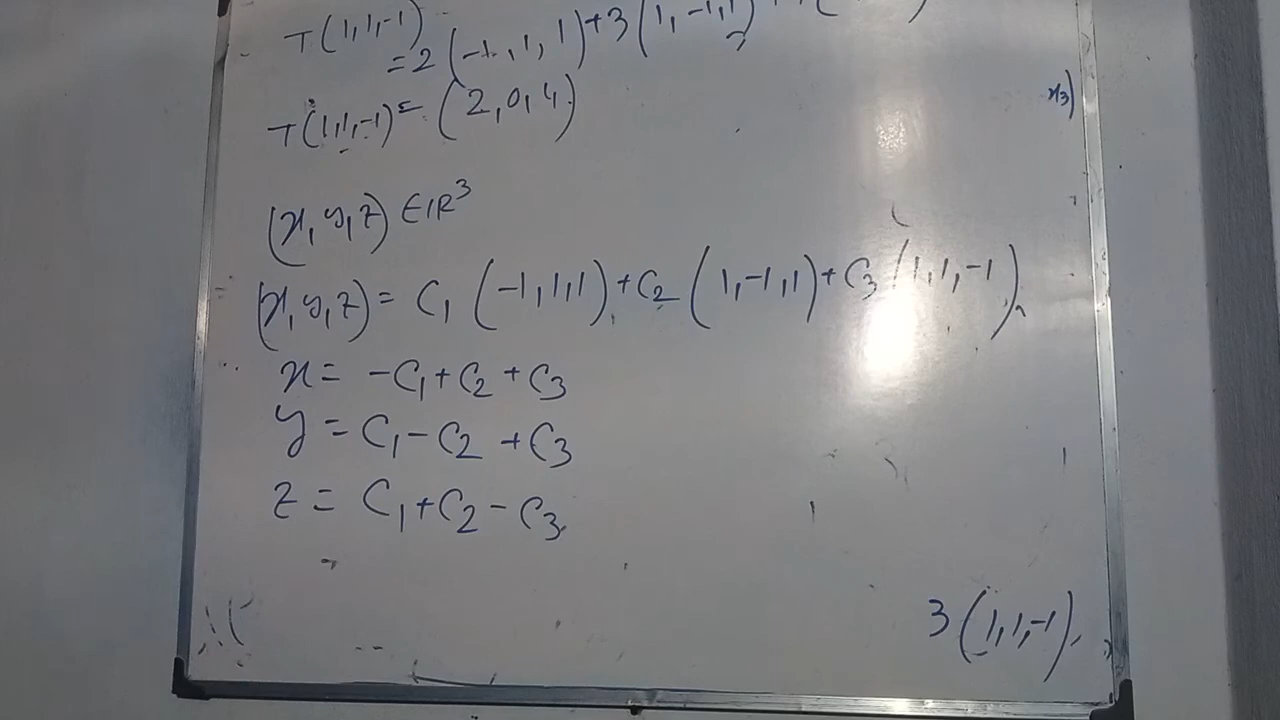 T(1,1,-1)
=2(-1,1,1)+3(1,-1,1)
T(1,1,-1)= (2,0,4)
x3)
(x,y,z) ∈ IR³
(x,y,z)= C₁(-1,1,1)+C₂(1,-1,1)+C₃(1,1,-1)
x= -C₁+C₂+C₃
y=C₁-C₂+C₃
z=C₁+C₂-C₃
3(1,1,-1)